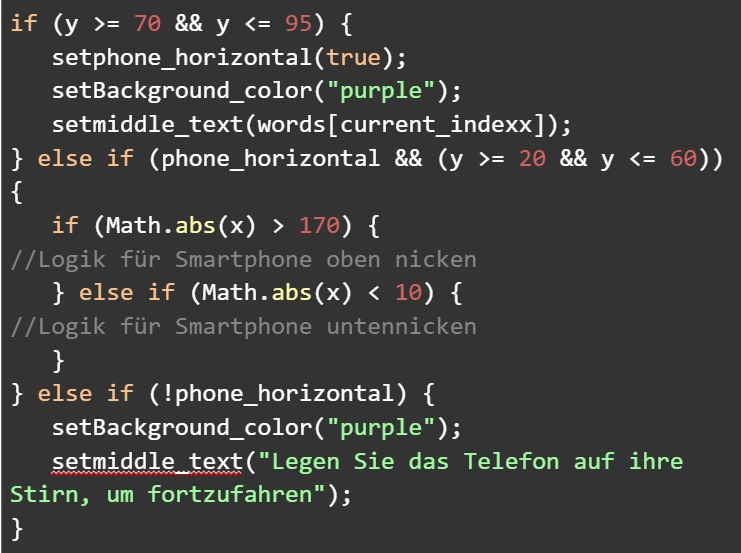 if (y >= 70 && y <= 95) {
   setphone_horizontal(true);
   setBackground_color("purple");
   setmiddle_text(words[current_indexx]);
} else if (phone_horizontal && (y >= 20 && y <= 60))
{
   if (Math.abs(x) > 170) {
//Logik für Smartphone oben nicken
   } else if (Math.abs(x) < 10) {
//Logik für Smartphone untennicken
   }
} else if (!phone_horizontal) {
   setBackground_color("purple");
   setmiddle_text("Legen Sie das Telefon auf ihre
Stirn, um fortzufahren");
}